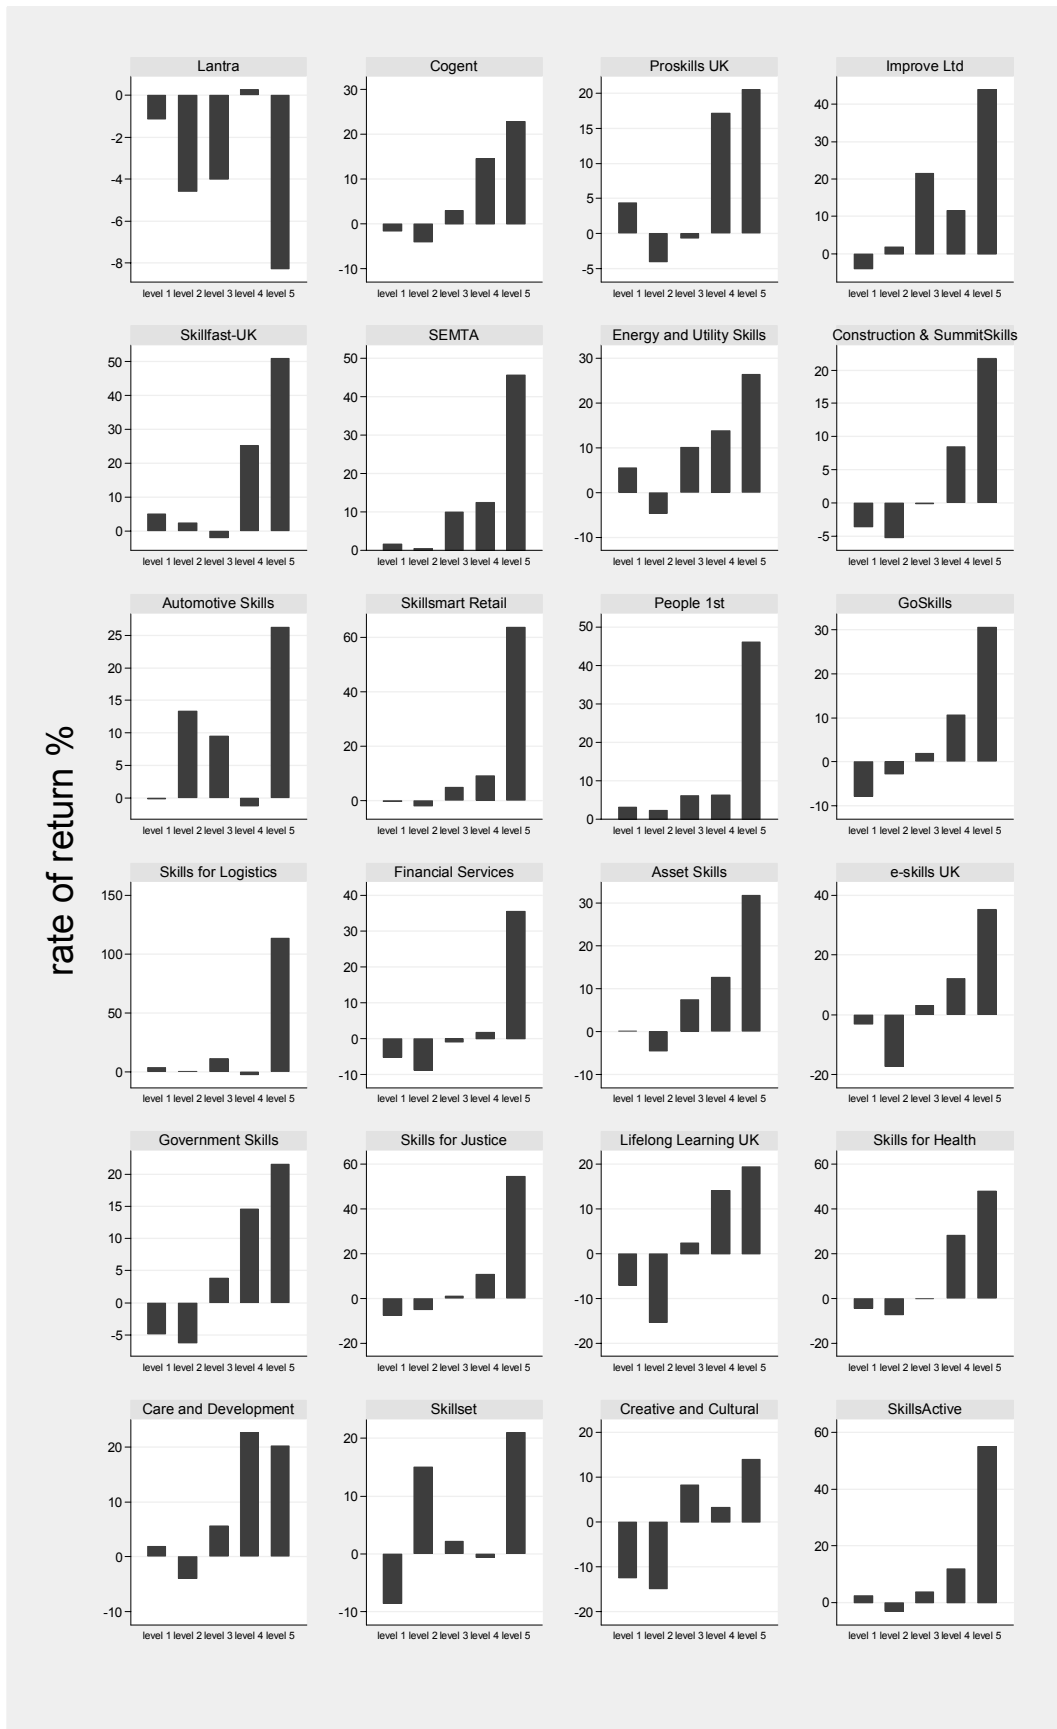 Lantra
0
-2
-4
-6
-8
level 1 level 2 level 3 level 4 level 5
Cogent
30
20
10
0
-10
level 1 level 2 level 3 level 4 level 5
Proskills UK
20
15
10
5
0
-5
level 1 level 2 level 3 level 4 level 5
Improve Ltd
40
30
20
10
0
level 1 level 2 level 3 level 4 level 5
Skillfast-UK
50
40
30
20
10
0
level 1 level 2 level 3 level 4 level 5
SEMTA
50
40
30
20
10
0
level 1 level 2 level 3 level 4 level 5
Energy and Utility Skills
30
20
10
0
-10
level 1 level 2 level 3 level 4 level 5
Construction & SummitSkills
20
15
10
5
0
-5
level 1 level 2 level 3 level 4 level 5
rate of return %
Automotive Skills
25
20
15
10
5
0
level 1 level 2 level 3 level 4 level 5
Skillsmart Retail
60
40
20
0
level 1 level 2 level 3 level 4 level 5
People 1st
50
40
30
20
10
0
level 1 level 2 level 3 level 4 level 5
GoSkills
30
20
10
0
-10
level 1 level 2 level 3 level 4 level 5
Skills for Logistics
150
100
50
0
level 1 level 2 level 3 level 4 level 5
Financial Services
40
30
20
10
0
-10
level 1 level 2 level 3 level 4 level 5
Asset Skills
30
20
10
0
-10
level 1 level 2 level 3 level 4 level 5
e-skills UK
40
20
0
-20
level 1 level 2 level 3 level 4 level 5
Government Skills
20
15
10
5
0
-5
level 1 level 2 level 3 level 4 level 5
Skills for Justice
60
40
20
0
-20
level 1 level 2 level 3 level 4 level 5
Lifelong Learning UK
20
10
0
-10
-20
level 1 level 2 level 3 level 4 level 5
Skills for Health
60
40
20
0
-20
level 1 level 2 level 3 level 4 level 5
Care and Development
20
10
0
-10
level 1 level 2 level 3 level 4 level 5
Skillset
20
10
0
-10
level 1 level 2 level 3 level 4 level 5
Creative and Cultural
20
10
0
-10
-20
level 1 level 2 level 3 level 4 level 5
SkillsActive
60
40
20
0
level 1 level 2 level 3 level 4 level 5